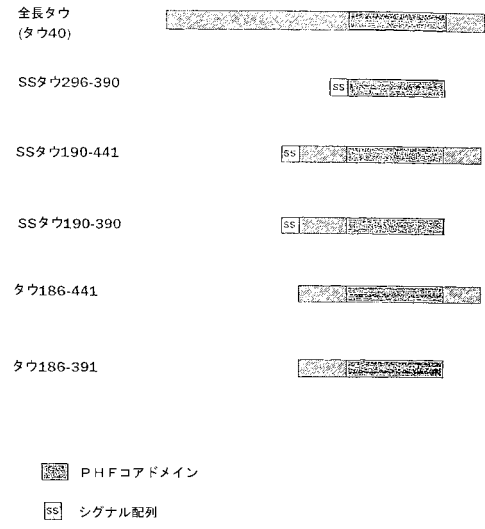 全長タウ
(タウ40)
SSタウ296-390
SS
SSタウ190-441
SS
SSタウ190-390
SS
タウ186-441
タウ186-391
PHFコアドメイン
SS シグナル配列